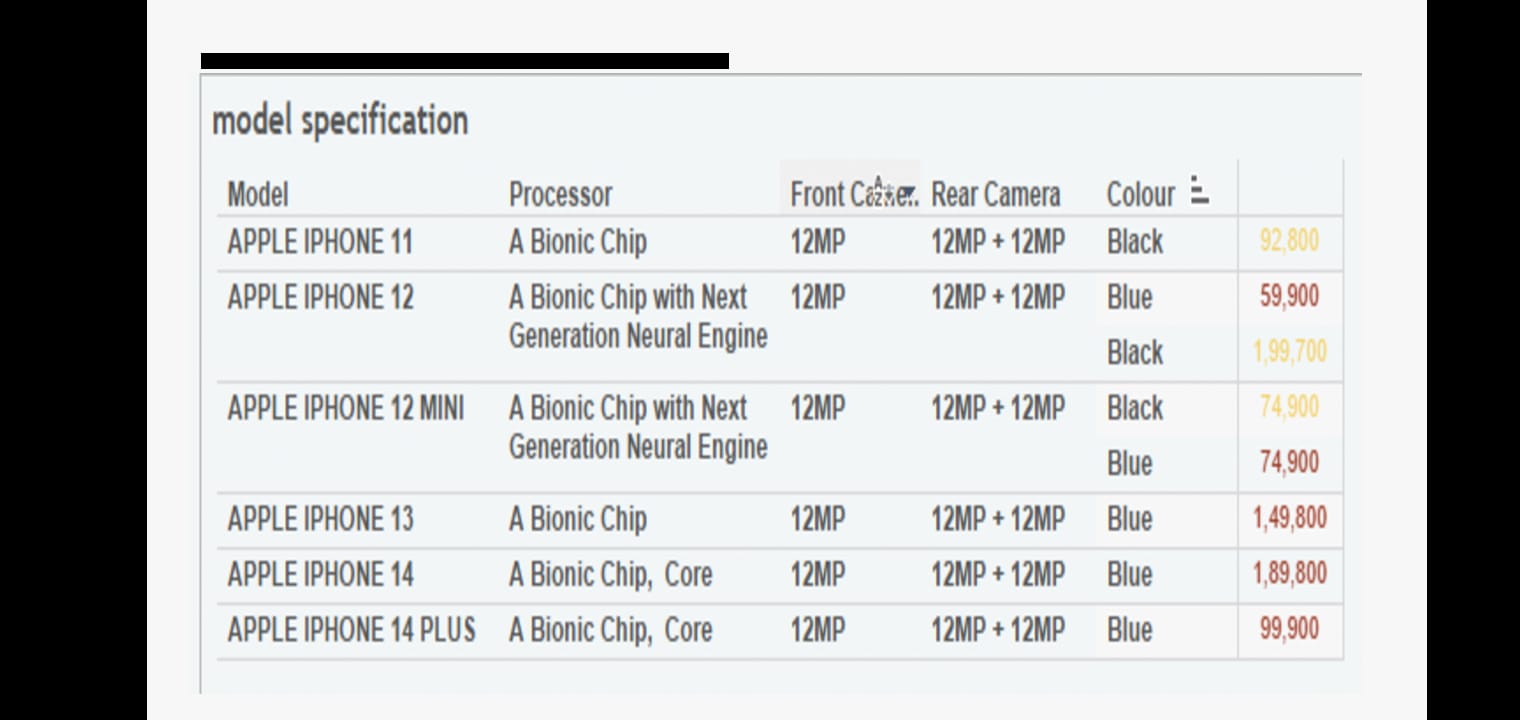 model specification
Model Processor Front Came.. Rear Camera Colour
APPLE IPHONE 11 A Bionic Chip 12MP 12MP + 12MP Black 92,800
APPLE IPHONE 12 A Bionic Chip with Next 12MP 12MP + 12MP Blue 59,900
Generation Neural Engine
Black 1,99,700
APPLE IPHONE 12 MINI A Bionic Chip with Next 12MP 12MP + 12MP Black 74,900
Generation Neural Engine
Blue 74,900
APPLE IPHONE 13 A Bionic Chip 12MP 12MP + 12MP Blue 1,49,800
APPLE IPHONE 14 A Bionic Chip, Core 12MP 12MP + 12MP Blue 1,89,800
APPLE IPHONE 14 PLUS A Bionic Chip, Core 12MP 12MP + 12MP Blue 99,900